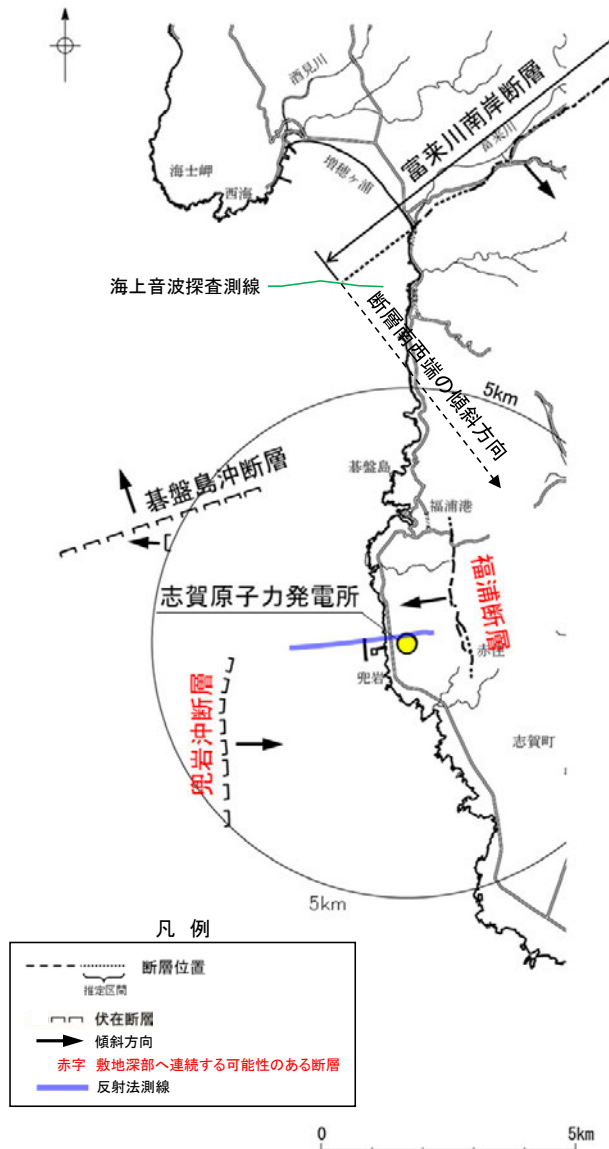 酒見川
富来川南岸断層
富来川
増穂ヶ浦
海士岬
西海
海上音波探査測線
断層南西端の傾斜方向
5km
碁盤島沖断層
碁盤島
福浦港
志賀原子力発電所
福浦断層
赤住
兜岩
兜岩沖断層
志賀町
5km
凡 例
断層位置
推定区間
伏在断層
傾斜方向
赤字 敷地深部へ連続する可能性のある断層
反射法測線
0 5km